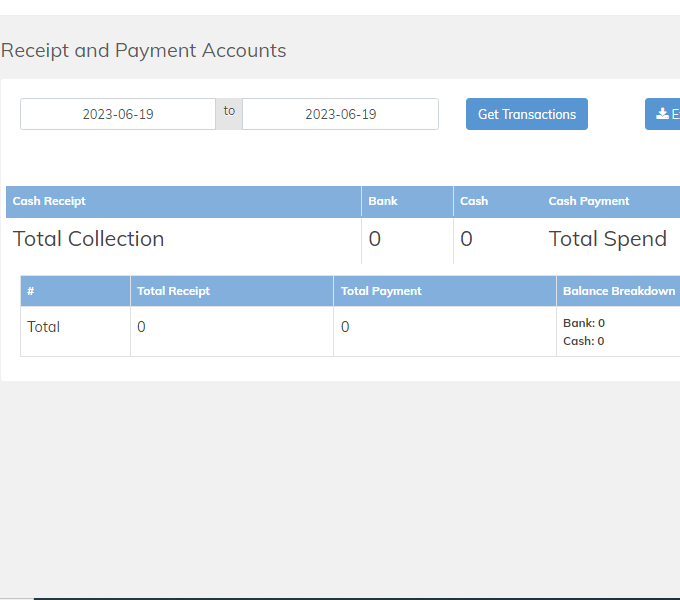 Receipt and Payment Accounts
2023-06-19 to 2023-06-19 Get Transactions
Cash Receipt Bank Cash Cash Payment
Total Collection 0 0 Total Spend
# Total Receipt Total Payment Balance Breakdown
Total 0 0 Bank: 0
Cash: 0